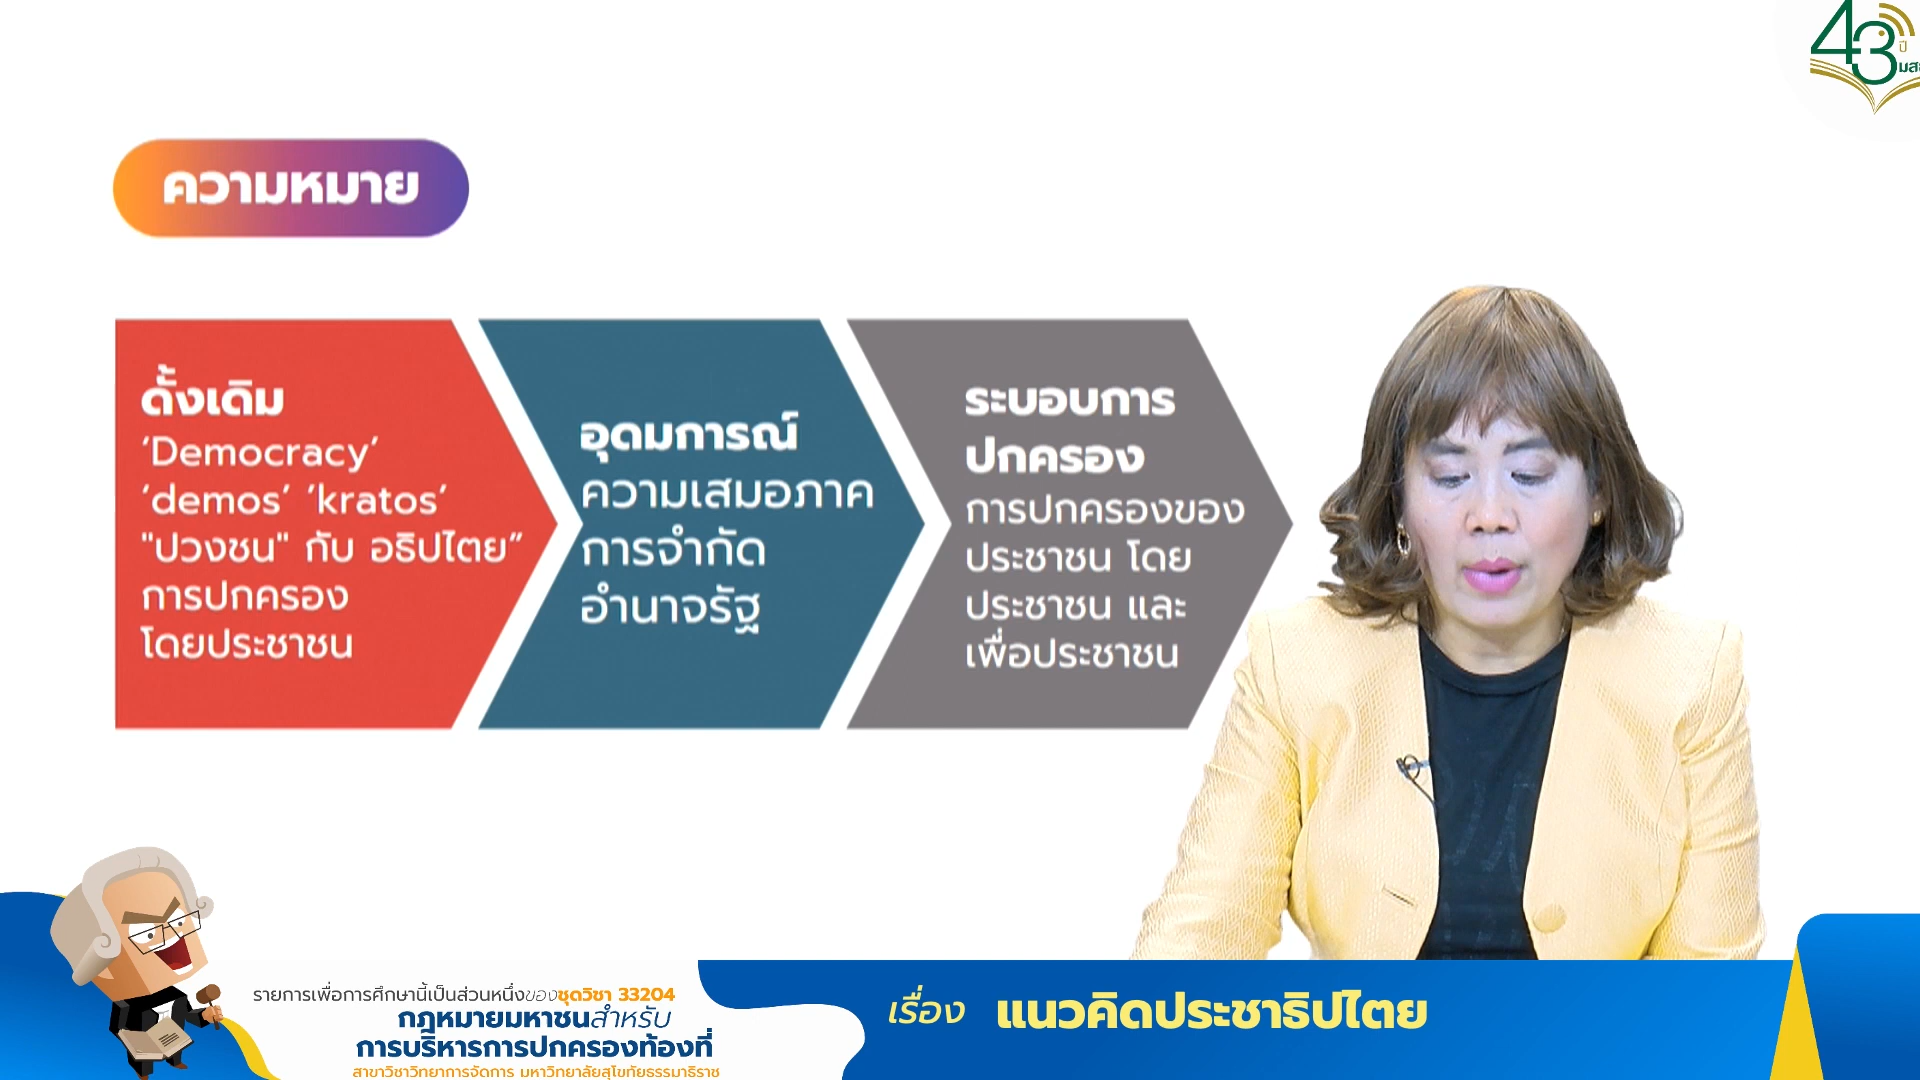 43
ปี
ความหมาย
ดั้งเดิม
‘Democracy’
‘demos’ ‘kratos’
"ปวงชน" กับ อธิปไตย”
การปกครอง
โดยประชาชน
อุดมการณ์
ความเสมอภาค
การจำกัด
อำนาจรัฐ
ระบอบการ
ปกครอง
การปกครองของ
ประชาชน โดย
ประชาชน และ
เพื่อประชาชน
รายการเพื่อการศึกษานี้เป็นส่วนหนึ่งของชุดวิชา 33204
กฎหมายมหาชนสำหรับ
การบริหารการปกครองท้องที่
สาขาวิชาวิทยาการจัดการ มหาวิทยาลัยสุโขทัยธรรมาธิราช
เรื่อง แนวคิดประชาธิปไตย